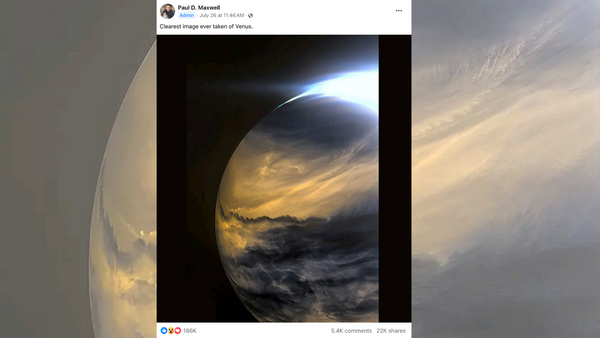 Paul D. Maxwell
Admin · July 26 at 11:46 AM ·
Clearest image ever taken of Venus.
186K 5.4K comments 22K shares